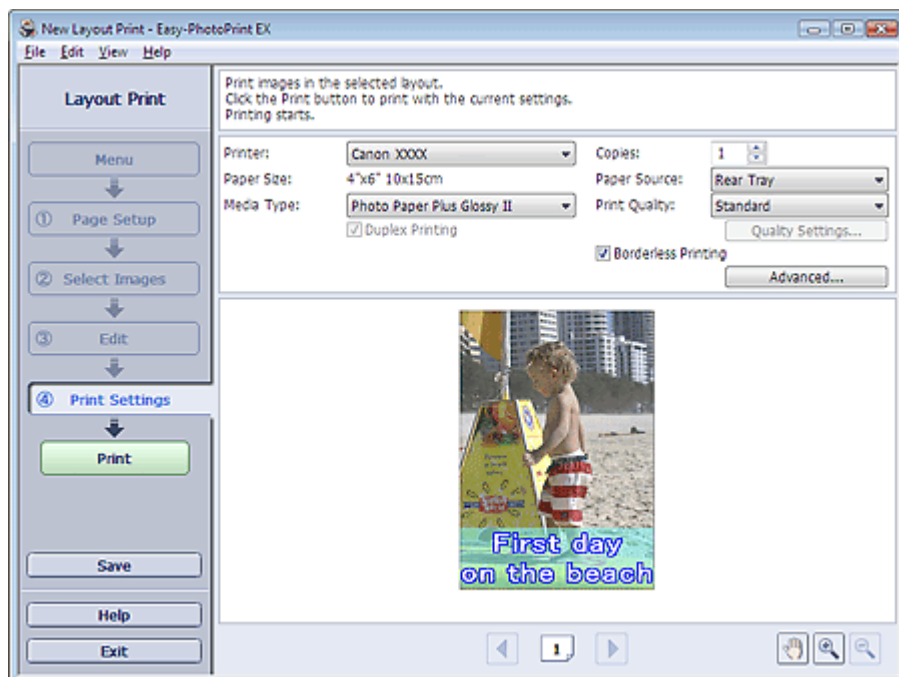 New Layout Print - Easy-PhotoPrint EX
File Edit View Help
Layout Print
Menu
① Page Setup
② Select Images
③ Edit
④ Print Settings
Print
Save
Help
Exit
Print images in the selected layout.
Click the Print button to print with the current settings.
Printing starts.
Printer: Canon XXXX
Copies: 1
Paper Size: 4"x6" 10x15cm
Paper Source: Rear Tray
Media Type: Photo Paper Plus Glossy II
Print Quality: Standard
Duplex Printing
Quality Settings...
Borderless Printing
Advanced...
First day
on the beach
1